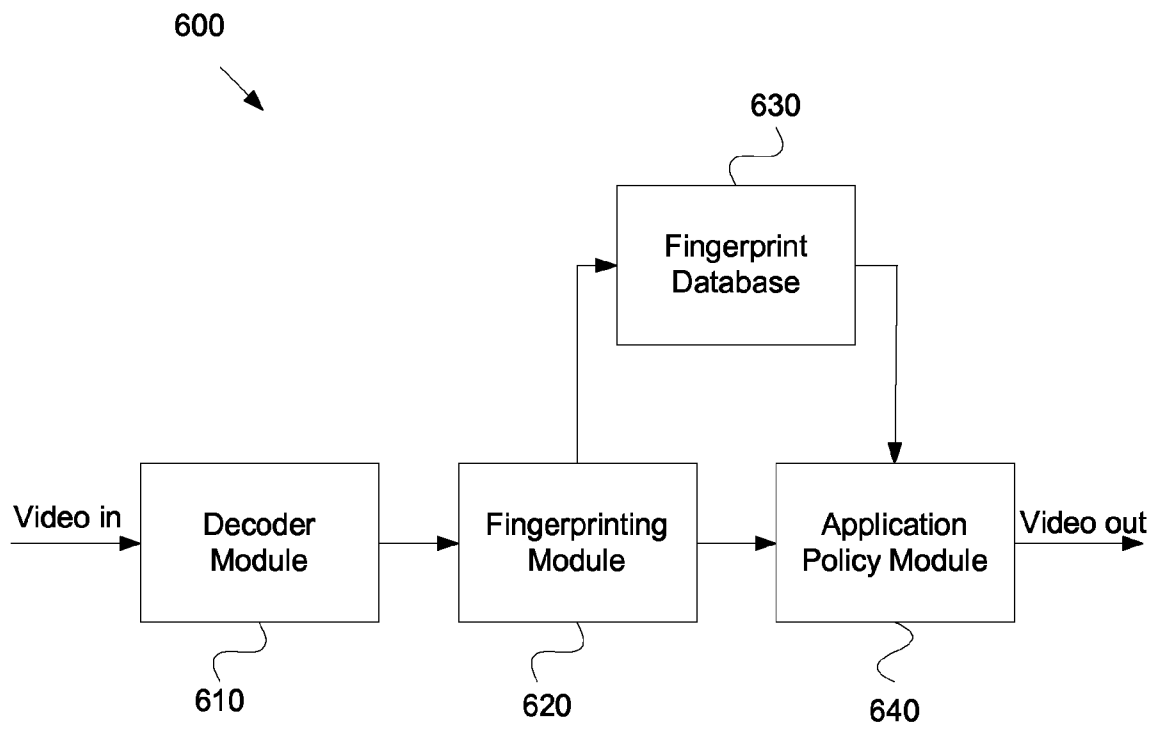 600
630
Fingerprint
Database
Video in
Decoder
Module
Fingerprinting
Module
Application
Policy Module
Video out
610
620
640